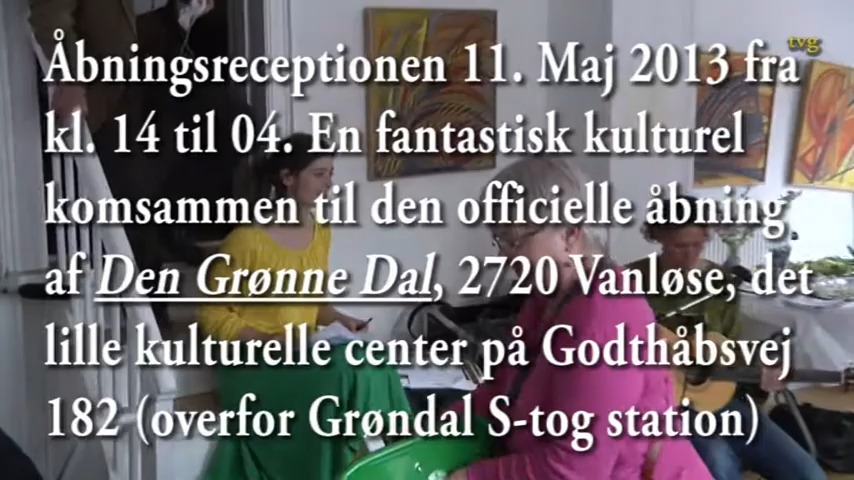 tvg
Åbningsreceptionen 11. Maj 2013 fra
kl. 14 til 04. En fantastisk kulturel
komsammen til den officielle åbning
af Den Grønne Dal, 2720 Vanløse, det
lille kulturelle center på Godthåbsvej
182 (overfor Grøndal S-tog station)